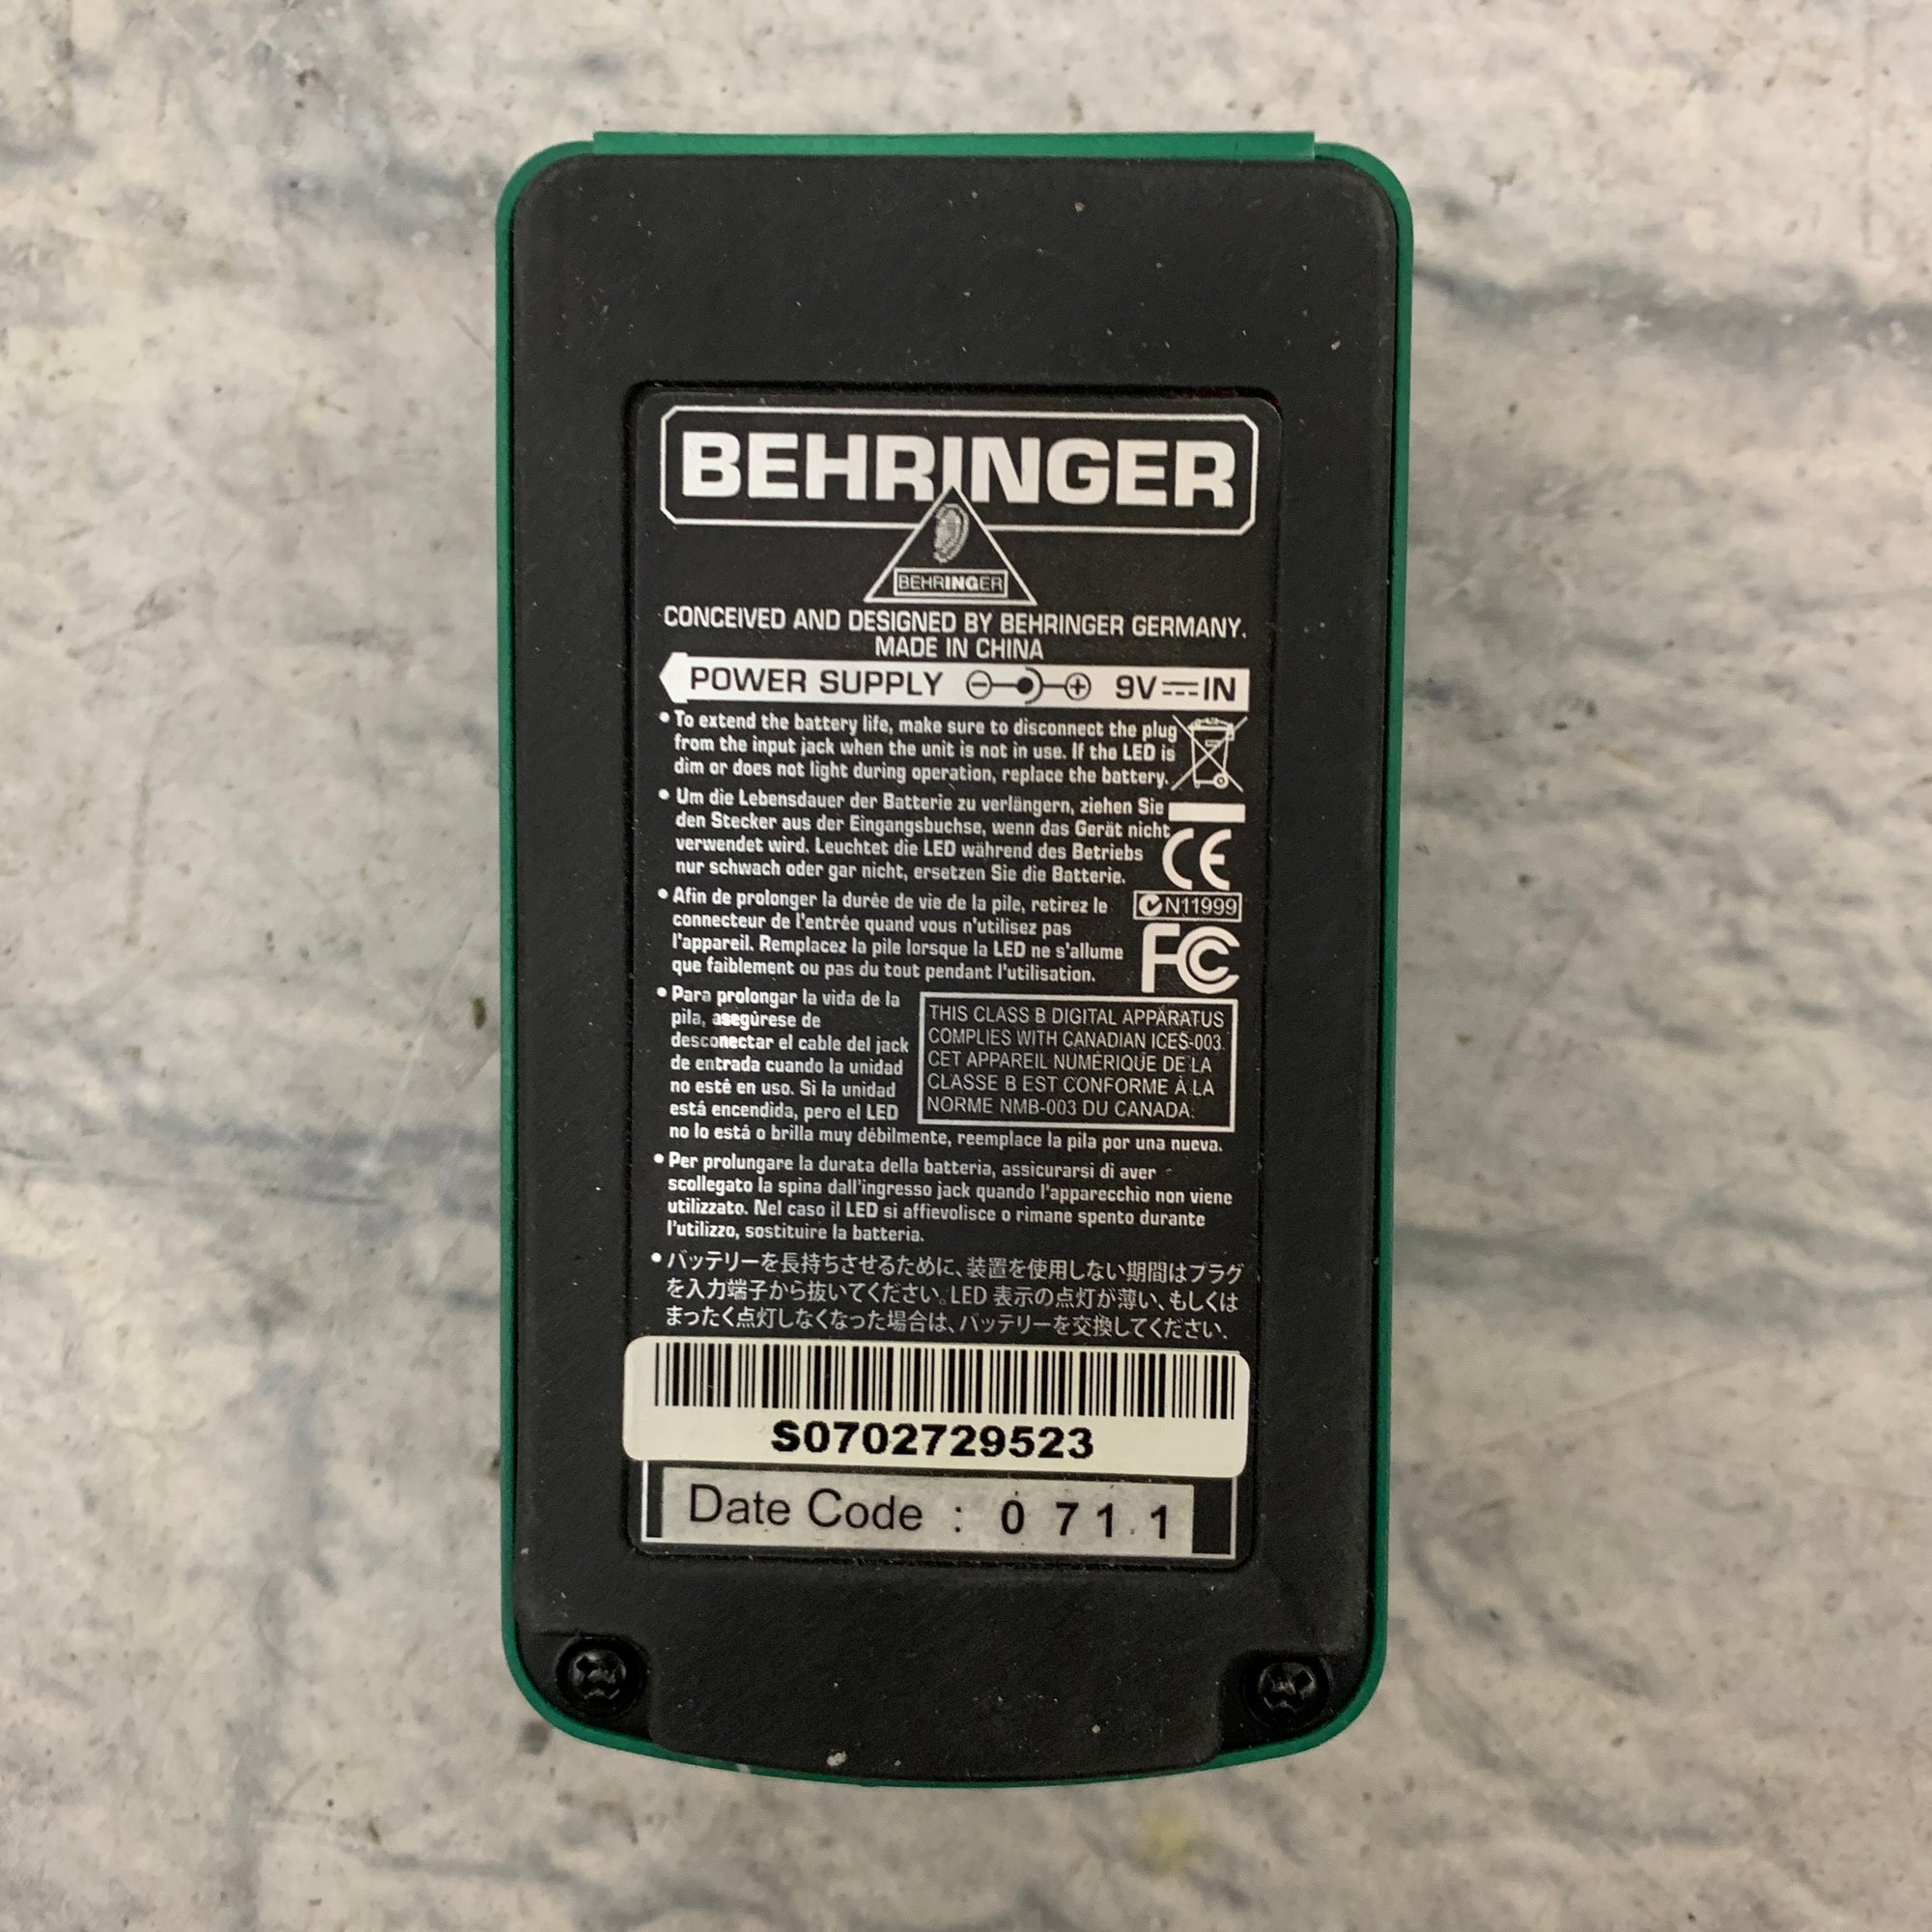 BEHRINGER
BEHRINGER
CONCEIVED AND DESIGNED BY BEHRINGER GERMANY.
MADE IN CHINA
POWER SUPPLY 9V IN
• To extend the battery life, make sure to disconnect the plug
from the input jack when the unit is not in use. If the LED is
dim or does not light during operation, replace the battery.
• Um die Lebensdauer der Batterie zu verlängern, ziehen Sie
den Stecker aus der Eingangsbuchse, wenn das Gerät nicht
verwendet wird. Leuchtet die LED während des Betriebs
nur schwach oder gar nicht, ersetzen Sie die Batterie.
CE
• Afin de prolonger la durée de vie de la pile, retirez le
connecteur de l'entrée quand vous n'utilisez pas
l'appareil. Remplacez la pile lorsque la LED ne s'allume
que faiblement ou pas du tout pendant l'utilisation.
N11999
FC
• Para prolongar la vida de la
pila, asegúrese de
desconectar el cable del jack
de entrada cuando la unidad
no esté en uso. Si la unidad
está encendida, pero el LED
no lo está o brilla muy débilmente, reemplace la pila por una nueva.
THIS CLASS B DIGITAL APPARATUS
COMPLIES WITH CANADIAN ICES-003.
CET APPAREIL NUMÉRIQUE DE LA
CLASSE B EST CONFORME À LA
NORME NMB-003 DU CANADA.
• Per prolungare la durata della batteria, assicurarsi di aver
scollegato la spina dall'ingresso jack quando l'apparecchio non viene
utilizzato. Nel caso il LED si affievolisce o rimane spento durante
l'utilizzo, sostituire la batteria.
• バッテリーを長持ちさせるために、装置を使用しない期間はプラグ
を入力端子から抜いてください。LED 表示の点灯が薄い、もしくは
まったく点灯しなくなった場合は、バッテリーを交換してください.
S0702729523
Date Code : 0 7 1 1